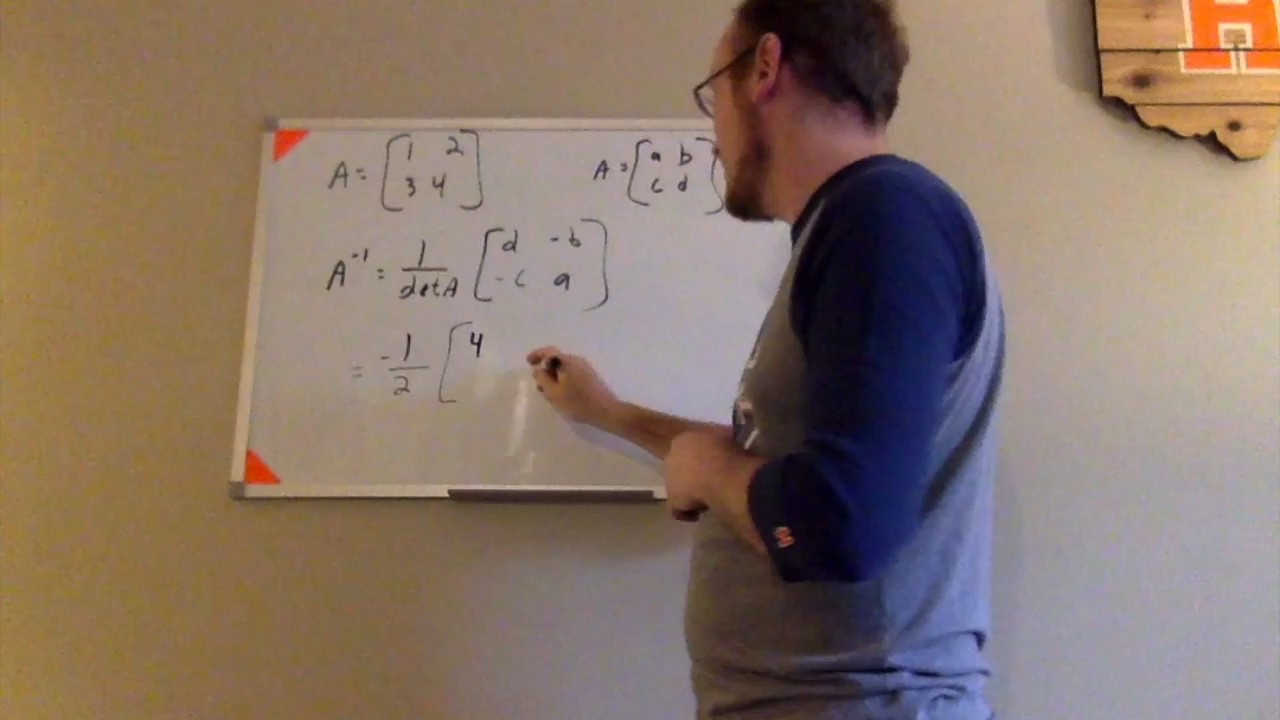 A = [1 2; 3 4] A = [a b; c d]
A⁻¹ = 1/detA [d -b; -c a]
= -1/2 [4